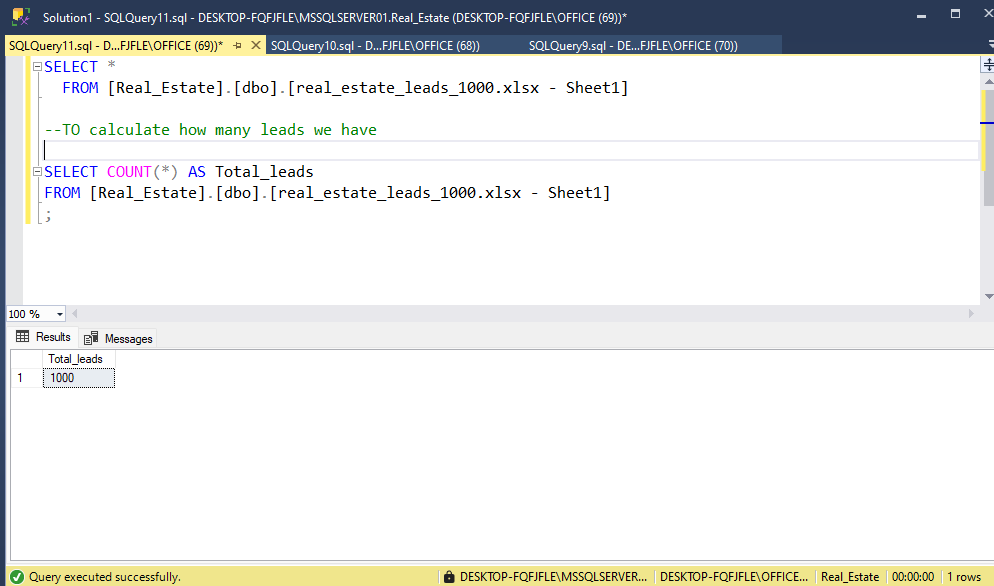 Solution1 - SQLQuery11.sql - DESKTOP-FQFJFLE\MSSQLSERVER01.Real_Estate (DESKTOP-FQFJFLE\OFFICE (69))*
SQLQuery11.sql - D...FJFLE\OFFICE (69))* SQLQuery10.sql - D...FJFLE\OFFICE (68)) SQLQuery9.sql - DE...FJFLE\OFFICE (70))
SELECT *
FROM [Real_Estate].[dbo].[real_estate_leads_1000.xlsx - Sheet1]
--TO calculate how many leads we have
SELECT COUNT(*) AS Total_leads
FROM [Real_Estate].[dbo].[real_estate_leads_1000.xlsx - Sheet1]
;
100 %
Results Messages
Total_leads
1 1000
Query executed successfully. DESKTOP-FQFJFLE\MSSQLSERVER... DESKTOP-FQFJFLE\OFFICE... Real_Estate 00:00:00 1 rows